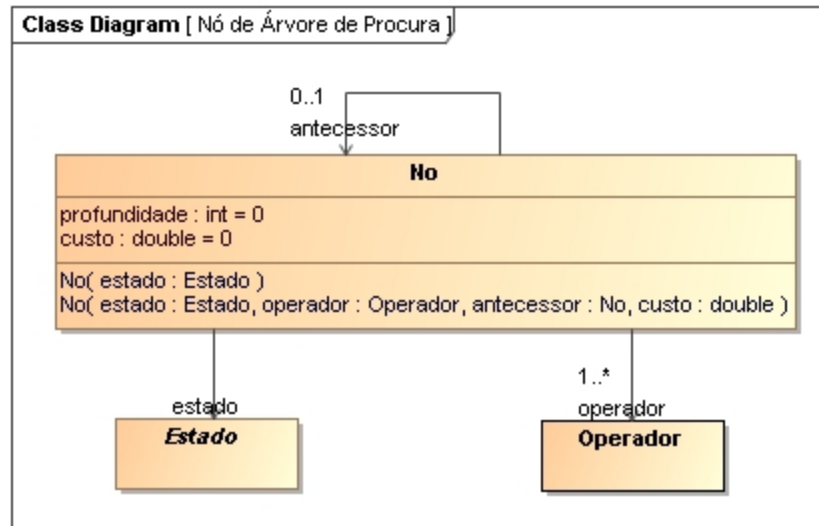 Class Diagram [ Nó de Árvore de Procura ]
0..1
antecessor
No
profundidade : int = 0
custo : double = 0
No( estado : Estado )
No( estado : Estado, operador : Operador, antecessor : No, custo : double )
estado
1..*
operador
Estado
Operador